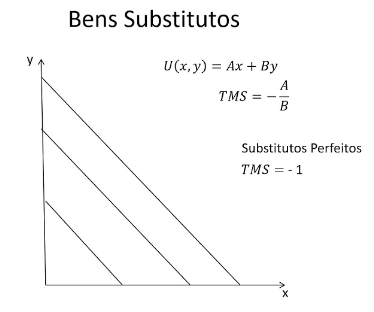 Bens Substitutos
y
U(x, y) = Ax + By
TMS = − A/B
Substitutos Perfeitos
TMS = - 1
x